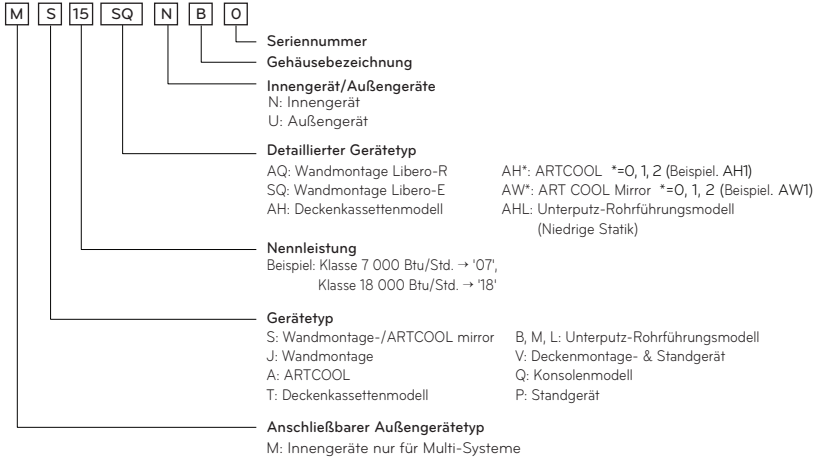 M S 15 SQ N B 0
Seriennummer
Gehäusebezeichnung
Innengerät/Außengeräte
N: Innengerät
U: Außengerät
Detaillierter Gerätetyp
AQ: Wandmontage Libero-R AH*: ARTCOOL *=0, 1, 2 (Beispiel. AH1)
SQ: Wandmontage Libero-E AW*: ART COOL Mirror *=0, 1, 2 (Beispiel. AW1)
AH: Deckenkassettenmodell AHL: Unterputz-Rohrführungsmodell
(Niedrige Statik)
Nennleistung
Beispiel: Klasse 7 000 Btu/Std. → '07',
Klasse 18 000 Btu/Std. → '18'
Gerätetyp
S: Wandmontage-/ARTCOOL mirror B, M, L: Unterputz-Rohrführungsmodell
J: Wandmontage V: Deckenmontage- & Standgerät
A: ARTCOOL Q: Konsolenmodell
T: Deckenkassettenmodell P: Standgerät
Anschließbarer Außengerätetyp
M: Innengeräte nur für Multi-Systeme